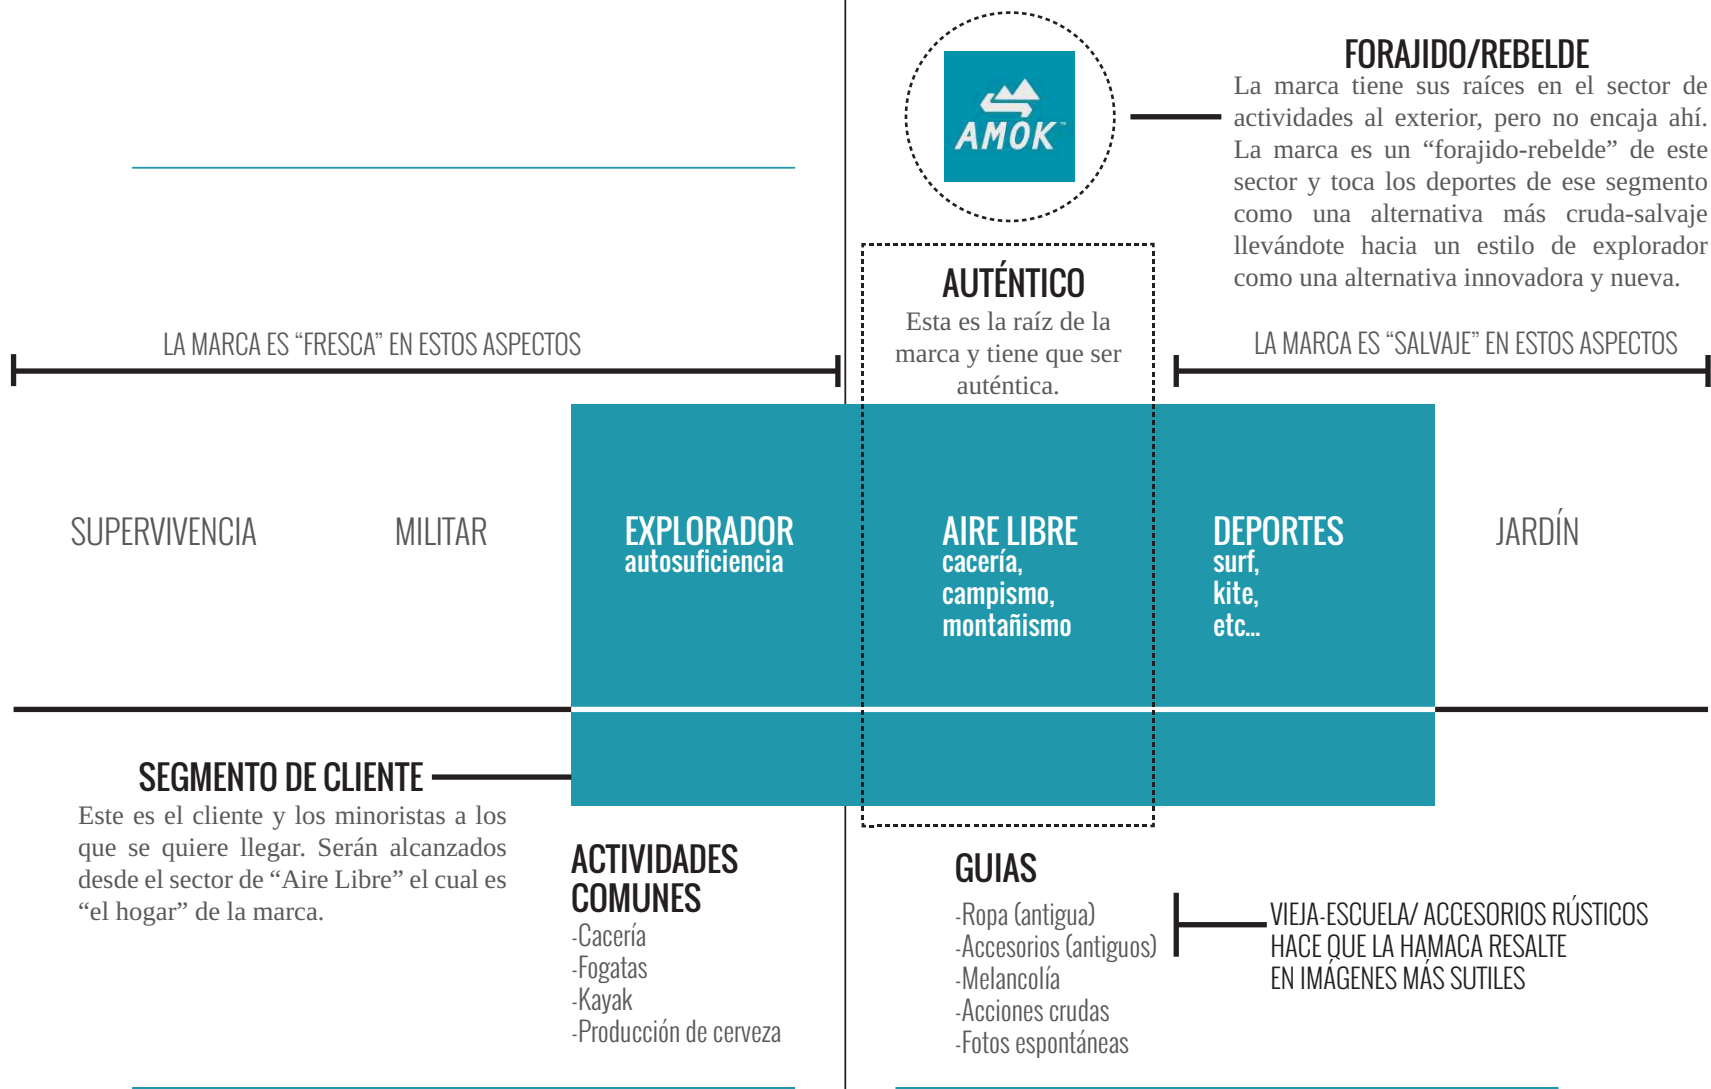 AMOK™
FORAJIDO/REBELDE
La marca tiene sus raíces en el sector de
actividades al exterior, pero no encaja ahí.
La marca es un “forajido-rebelde” de este
sector y toca los deportes de ese segmento
como una alternativa más cruda-salvaje
llevándote hacia un estilo de explorador
como una alternativa innovadora y nueva.
AUTÉNTICO
Esta es la raíz de la
marca y tiene que ser
auténtica.
LA MARCA ES “FRESCA” EN ESTOS ASPECTOS
LA MARCA ES “SALVAJE” EN ESTOS ASPECTOS
SUPERVIVENCIA
MILITAR
EXPLORADOR
autosuficiencia
AIRE LIBRE
cacería,
campismo,
montañismo
DEPORTES
surf,
kite,
etc...
JARDÍN
SEGMENTO DE CLIENTE
Este es el cliente y los minoristas a los
que se quiere llegar. Serán alcanzados
desde el sector de “Aire Libre” el cual es
“el hogar” de la marca.
ACTIVIDADES
COMUNES
-Cacería
-Fogatas
-Kayak
-Producción de cerveza
GUIAS
-Ropa (antigua)
-Accesorios (antiguos)
-Melancolía
-Acciones crudas
-Fotos espontáneas
VIEJA-ESCUELA/ ACCESORIOS RÚSTICOS
HACE QUE LA HAMACA RESALTE
EN IMÁGENES MÁS SUTILES